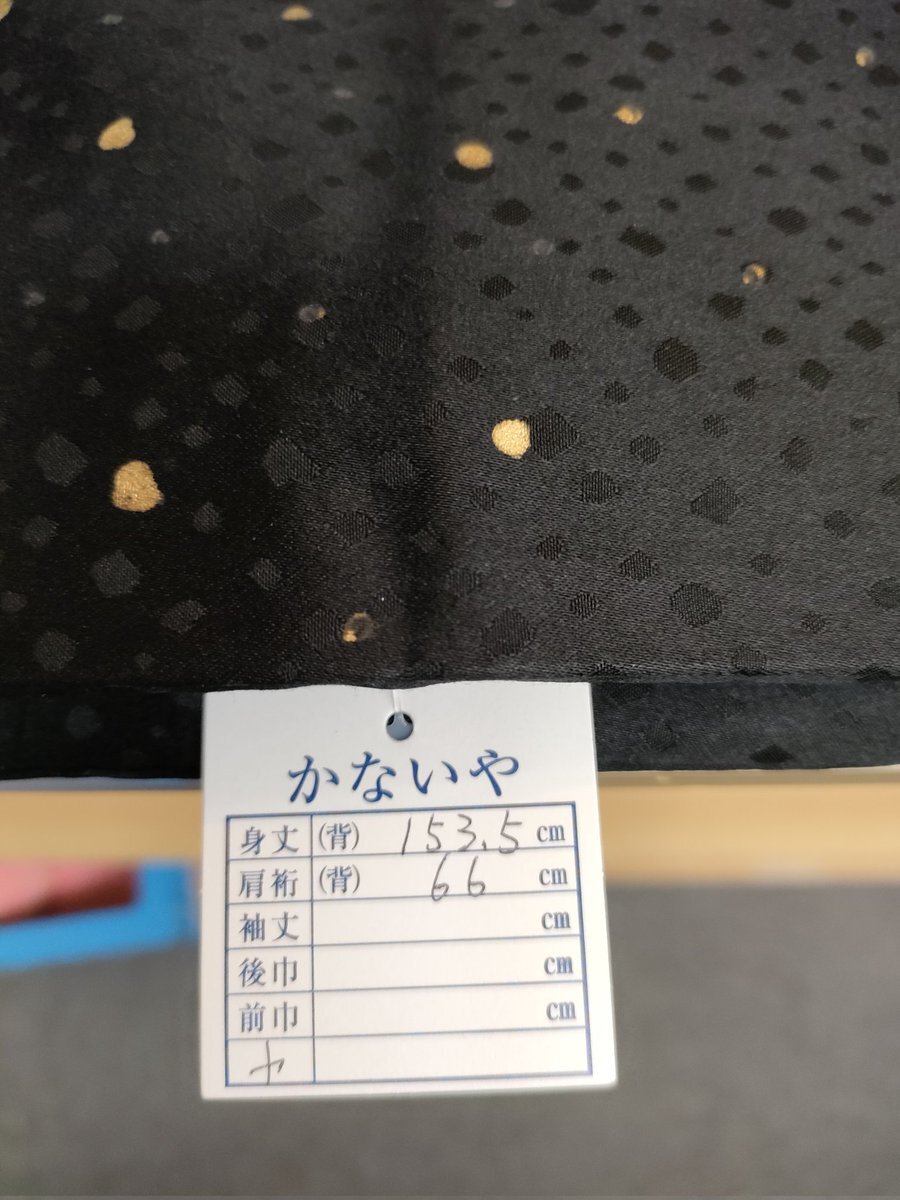 かないや
身丈 (背) 153.5 cm
肩裄 (背) 66 cm
袖丈 cm
後巾 cm
前巾 cm